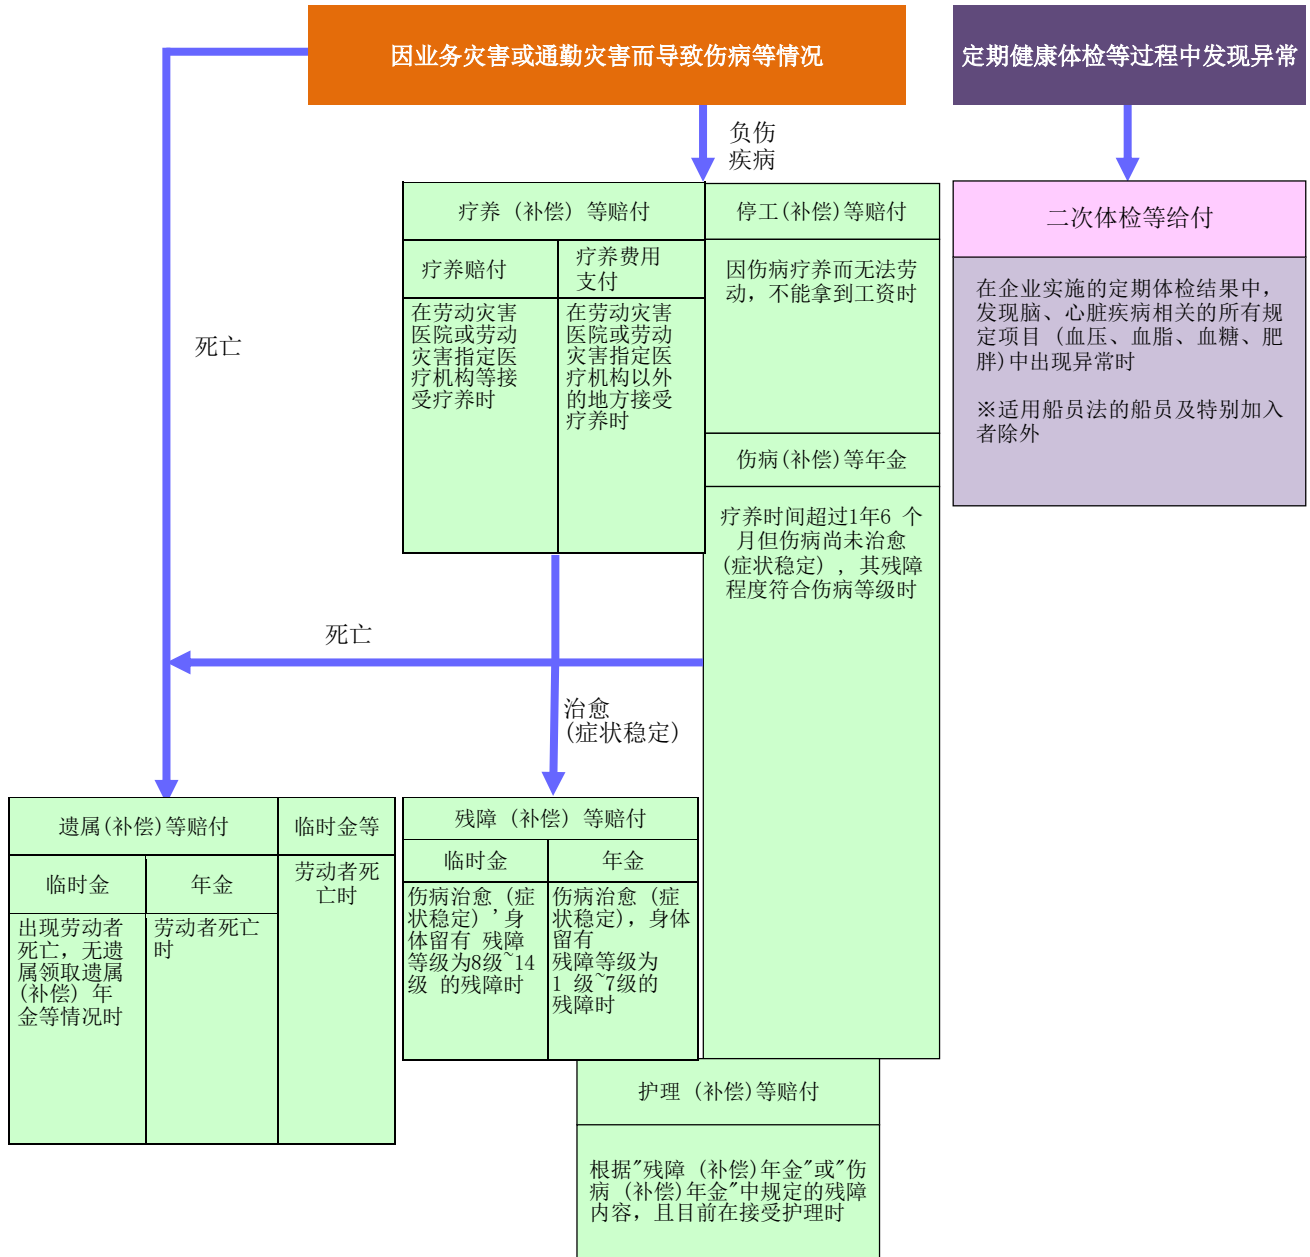 因业务灾害或通勤灾害而导致伤病等情况
定期健康体检等过程中发现异常
负伤
疾病
疗养 (补偿) 等赔付
疗养赔付
疗养费用
支付
在劳动灾害
医院或劳动
灾害指定医
疗机构等接
受疗养时
在劳动灾害
医院或劳动
灾害指定医
疗机构以外
的地方接受
疗养时
停工(补偿)等赔付
因伤病疗养而无法劳
动，不能拿到工资时
伤病(补偿)等年金
疗养时间超过1年6 个
月但伤病尚未治愈
(症状稳定) , 其残障
程度符合伤病等级时
二次体检等给付
在企业实施的定期体检结果中，
发现脑、心脏疾病相关的所有规
定项目 (血压、血脂、血糖、肥
胖)中出现异常时
※适用船员法的船员及特别加入
者除外
死亡
死亡
治愈
(症状稳定)
遗属(补偿)等赔付
临时金
年金
出现劳动者
死亡，无遗
属领取遗属
(补偿) 年
金等情况时
劳动者死亡
时
临时金等
劳动者死
亡时
残障 (补偿) 等赔付
临时金
年金
伤病治愈 (症
状稳定) ’身
体留有 残障
等级为8级~14
级 的残障时
伤病治愈 (症
状稳定), 身体
留有
残障等级为
1 级~7级的
残障时
护理 (补偿)等赔付
根据"残障 (补偿)年金"或"伤
病 (补偿)年金"中规定的残障
内容，且目前在接受护理时